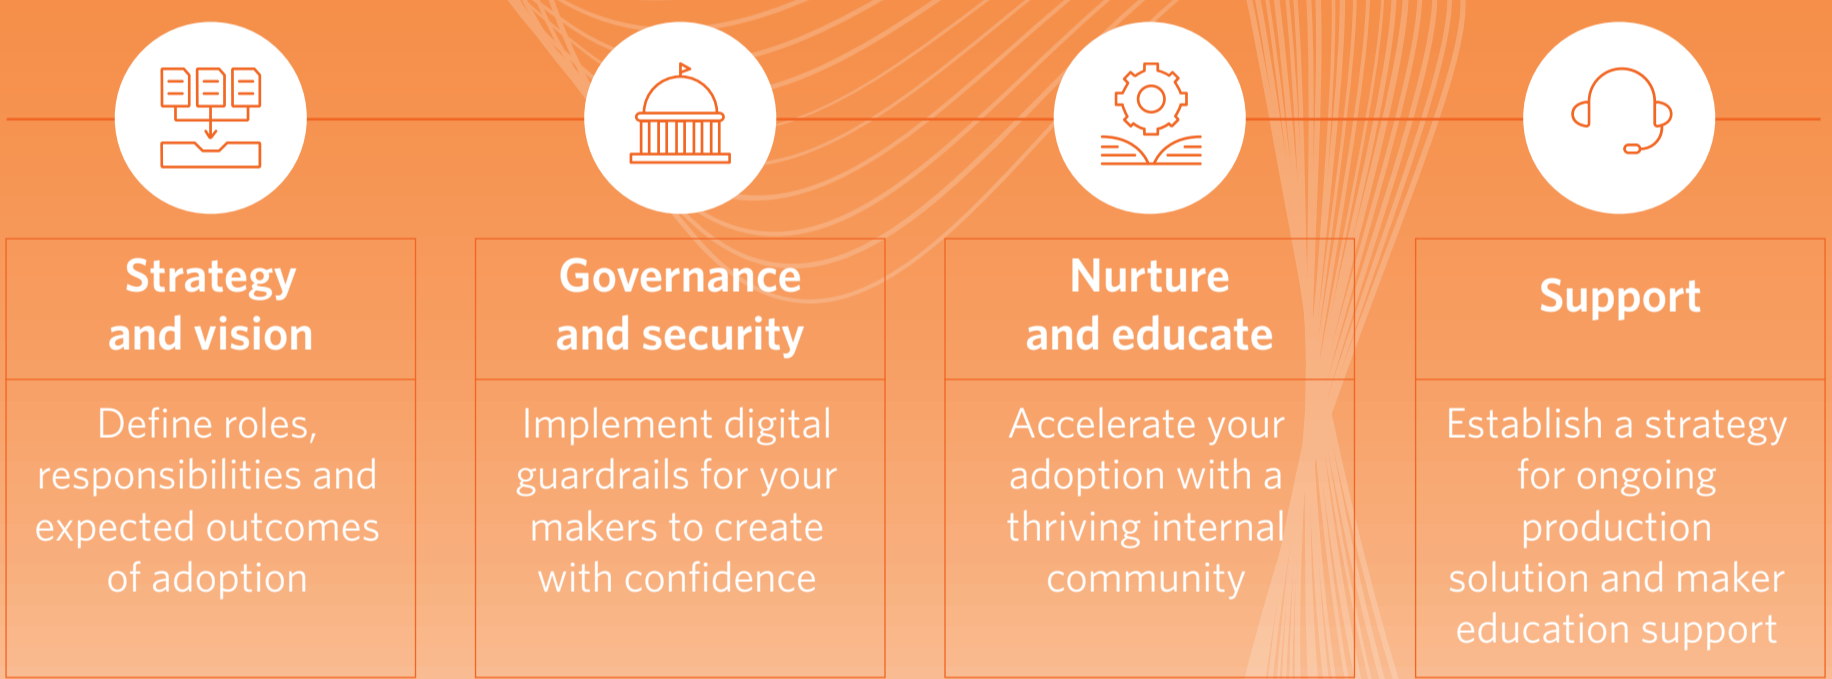 Strategy
and vision
Define roles,
responsibilities and
expected outcomes
of adoption
Governance
and security
Implement digital
guardrails for your
makers to create
with confidence
Nurture
and educate
Accelerate your
adoption with a
thriving internal
community
Support
Establish a strategy
for ongoing
production
solution and maker
education support